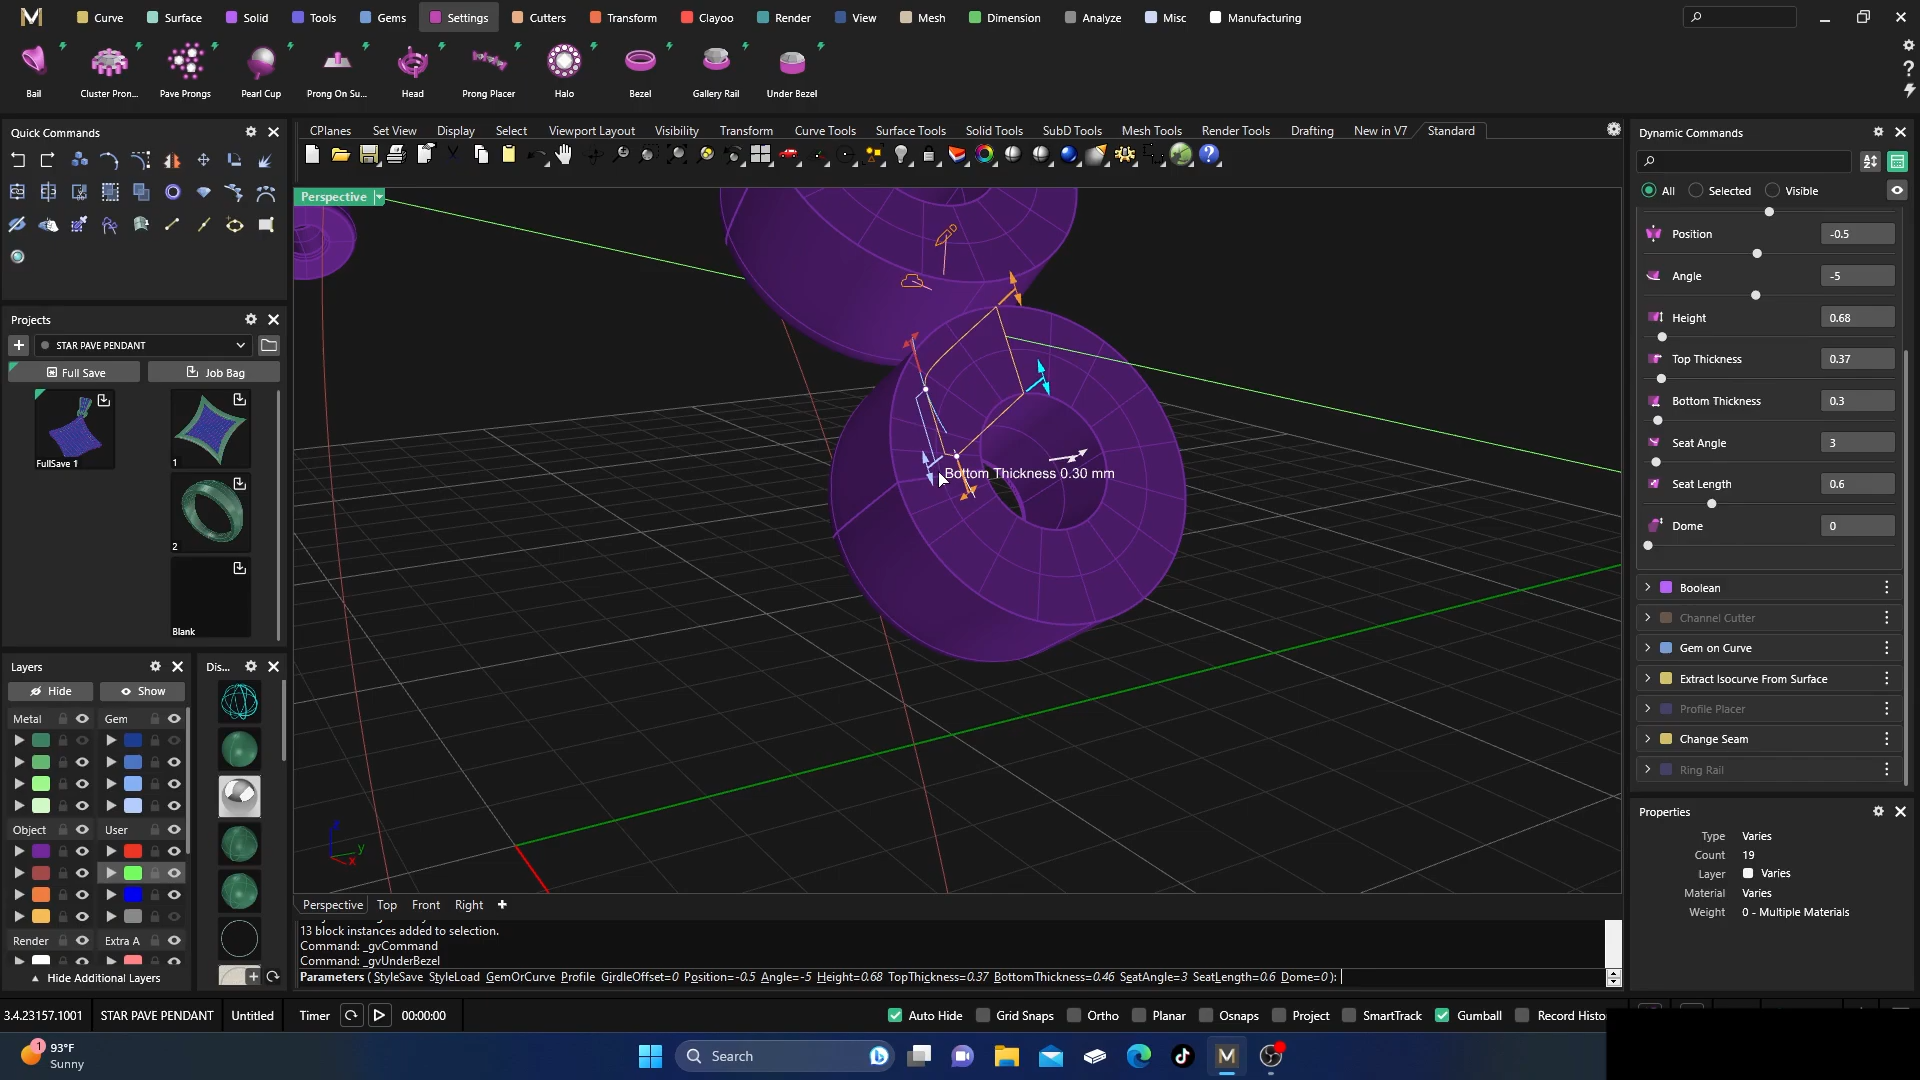 Curve Surface Solid Tools Gems Settings Cutters Transform Clayoo Render View Mesh Dimension Analyze Misc Manufacturing
Bail Cluster Pron... Pave Prongs Pearl Cup Prong On Su... Head Prong Placer Halo Bezel Gallery Rail Under Bezel
Quick Commands
CPlanes Set View Display Select Viewport Layout Visibility Transform Curve Tools Surface Tools Solid Tools SubD Tools Mesh Tools Render Tools Drafting New in V7 Standard
Perspective
Projects
STAR PAVE PENDANT
Full Save Job Bag
FullSave 1
1
2
Blank
Layers
Hide Show
Metal Gem
Object User
Render Extra A
Hide Additional Layers
Dis...
Bottom Thickness 0.30 mm
z
y
x
Dynamic Commands
All Selected Visible
Position -0.5
Angle -5
Height 0.68
Top Thickness 0.37
Bottom Thickness 0.3
Seat Angle 3
Seat Length 0.6
Dome 0
Boolean
Channel Cutter
Gem on Curve
Extract Isocurve From Surface
Profile Placer
Change Seam
Ring Rail
Properties
Type Varies
Count 19
Layer Varies
Material Varies
Weight 0 - Multiple Materials
Perspective Top Front Right
13 block instances added to selection.
Command: _gvCommand
Command: _gvUnderBezel
Parameters ( StyleSave StyleLoad GemOrCurve Profile GirdleOffset=0 Position=-0.5 Angle=-5 Height=0.68 TopThickness=0.37 BottomThickness=0.46 SeatAngle=3 SeatLength=0.6 Dome=0 ):
3.4.23157.1001 STAR PAVE PENDANT Untitled Timer 00:00:00 Auto Hide Grid Snaps Ortho Planar Osnaps Project SmartTrack Gumball Record Histo
1
93°F
Sunny
Search